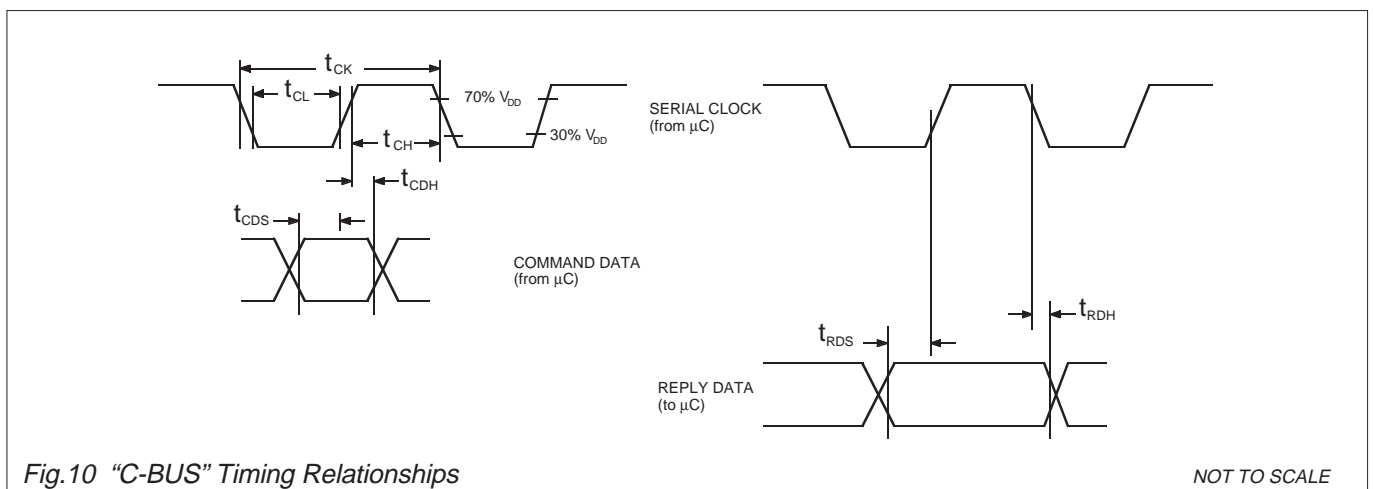 tCK
tCL
70% VDD
SERIAL CLOCK
(from µC)
30% VDD
tCH
tCDH
tCDS
COMMAND DATA
(from µC)
tRDH
tRDS
REPLY DATA
(to µC)
Fig.10 "C-BUS" Timing Relationships
NOT TO SCALE